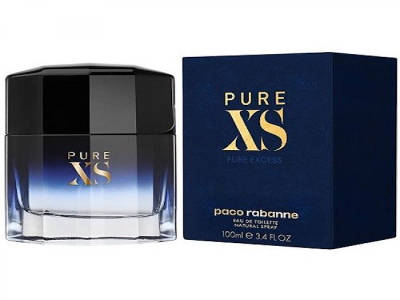 PURE
XS
PURE
XS
PURE EXCESS
paco rabanne
EAU DE TOILETTE
NATURAL SPRAY
100ml e 3.4 FL.OZ